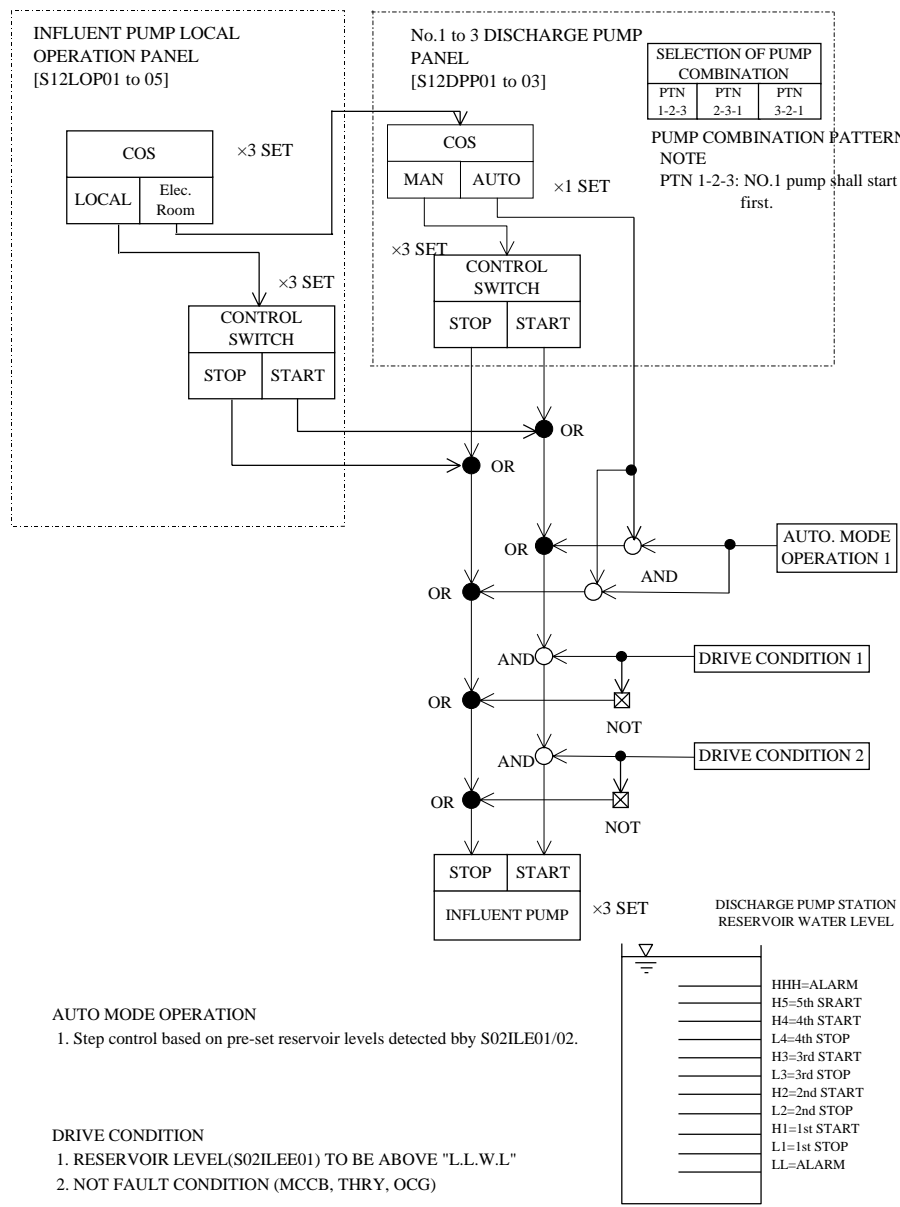 INFLUENT PUMP LOCAL
OPERATION PANEL
[S12LOP01 to 05]
No.1 to 3 DISCHARGE PUMP
PANEL
[S12DPP01 to 03]
SELECTION OF PUMP
COMBINATION
PTN
1-2-3
PTN
2-3-1
PTN
3-2-1
PUMP COMBINATION PATTERN
NOTE
PTN 1-2-3: NO.1 pump shall start
first.
COS
LOCAL
Elec.
Room
×3 SET
COS
MAN
AUTO
×1 SET
×3 SET
CONTROL
SWITCH
STOP
START
×3 SET
CONTROL
SWITCH
STOP
START
OR
OR
OR
AND
AUTO. MODE
OPERATION 1
OR
AND
DRIVE CONDITION 1
OR
NOT
AND
DRIVE CONDITION 2
OR
NOT
STOP
START
INFLUENT PUMP
×3 SET
DISCHARGE PUMP STATION
RESERVOIR WATER LEVEL
HHH=ALARM
H5=5th SRART
H4=4th START
L4=4th STOP
H3=3rd START
L3=3rd STOP
H2=2nd START
L2=2nd STOP
H1=1st START
L1=1st STOP
LL=ALARM
AUTO MODE OPERATION
1. Step control based on pre-set reservoir levels detected bby S02ILE01/02.
DRIVE CONDITION
1. RESERVOIR LEVEL(S02ILEE01) TO BE ABOVE "L.L.W.L"
2. NOT FAULT CONDITION (MCCB, THRY, OCG)